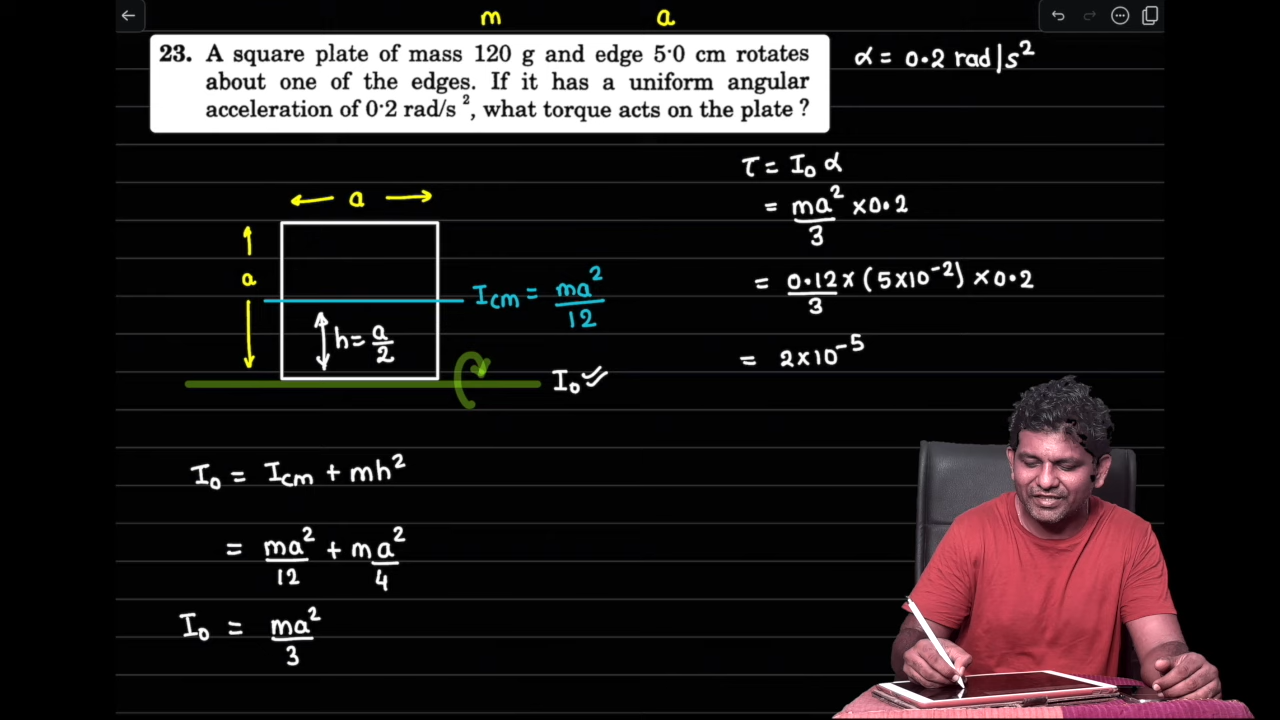 m a
23. A square plate of mass 120 g and edge 5·0 cm rotates
about one of the edges. If it has a uniform angular
acceleration of 0·2 rad/s ², what torque acts on the plate ?
α = 0.2 rad/s²
τ = I₀ α
= ma²/3 × 0.2
= 0.12/3 × (5×10⁻²) × 0.2
= 2×10⁻⁵
a
a
I_cm = ma²/12
h = a/2
I₀
I₀ = I_cm + mh²
= ma²/12 + ma²/4
I₀ = ma²/3